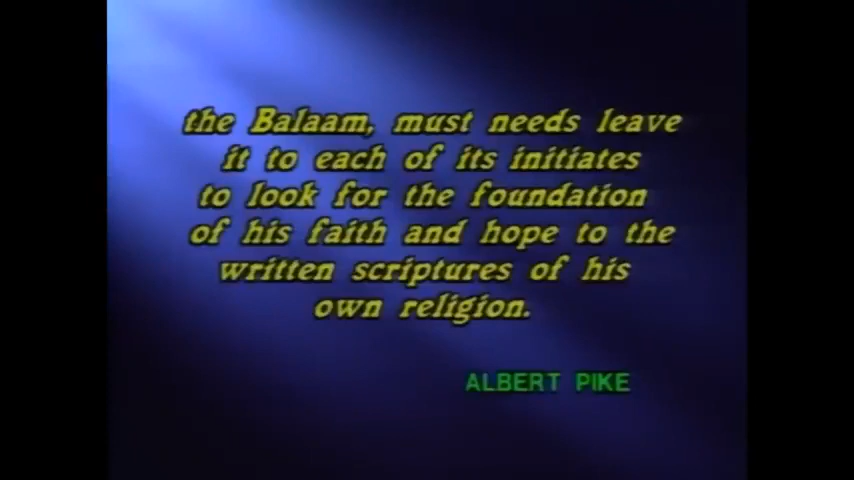 the Balaam, must needs leave
it to each of its initiates
to look for the foundation
of his faith and hope to the
written scriptures of his
own religion.
ALBERT PIKE